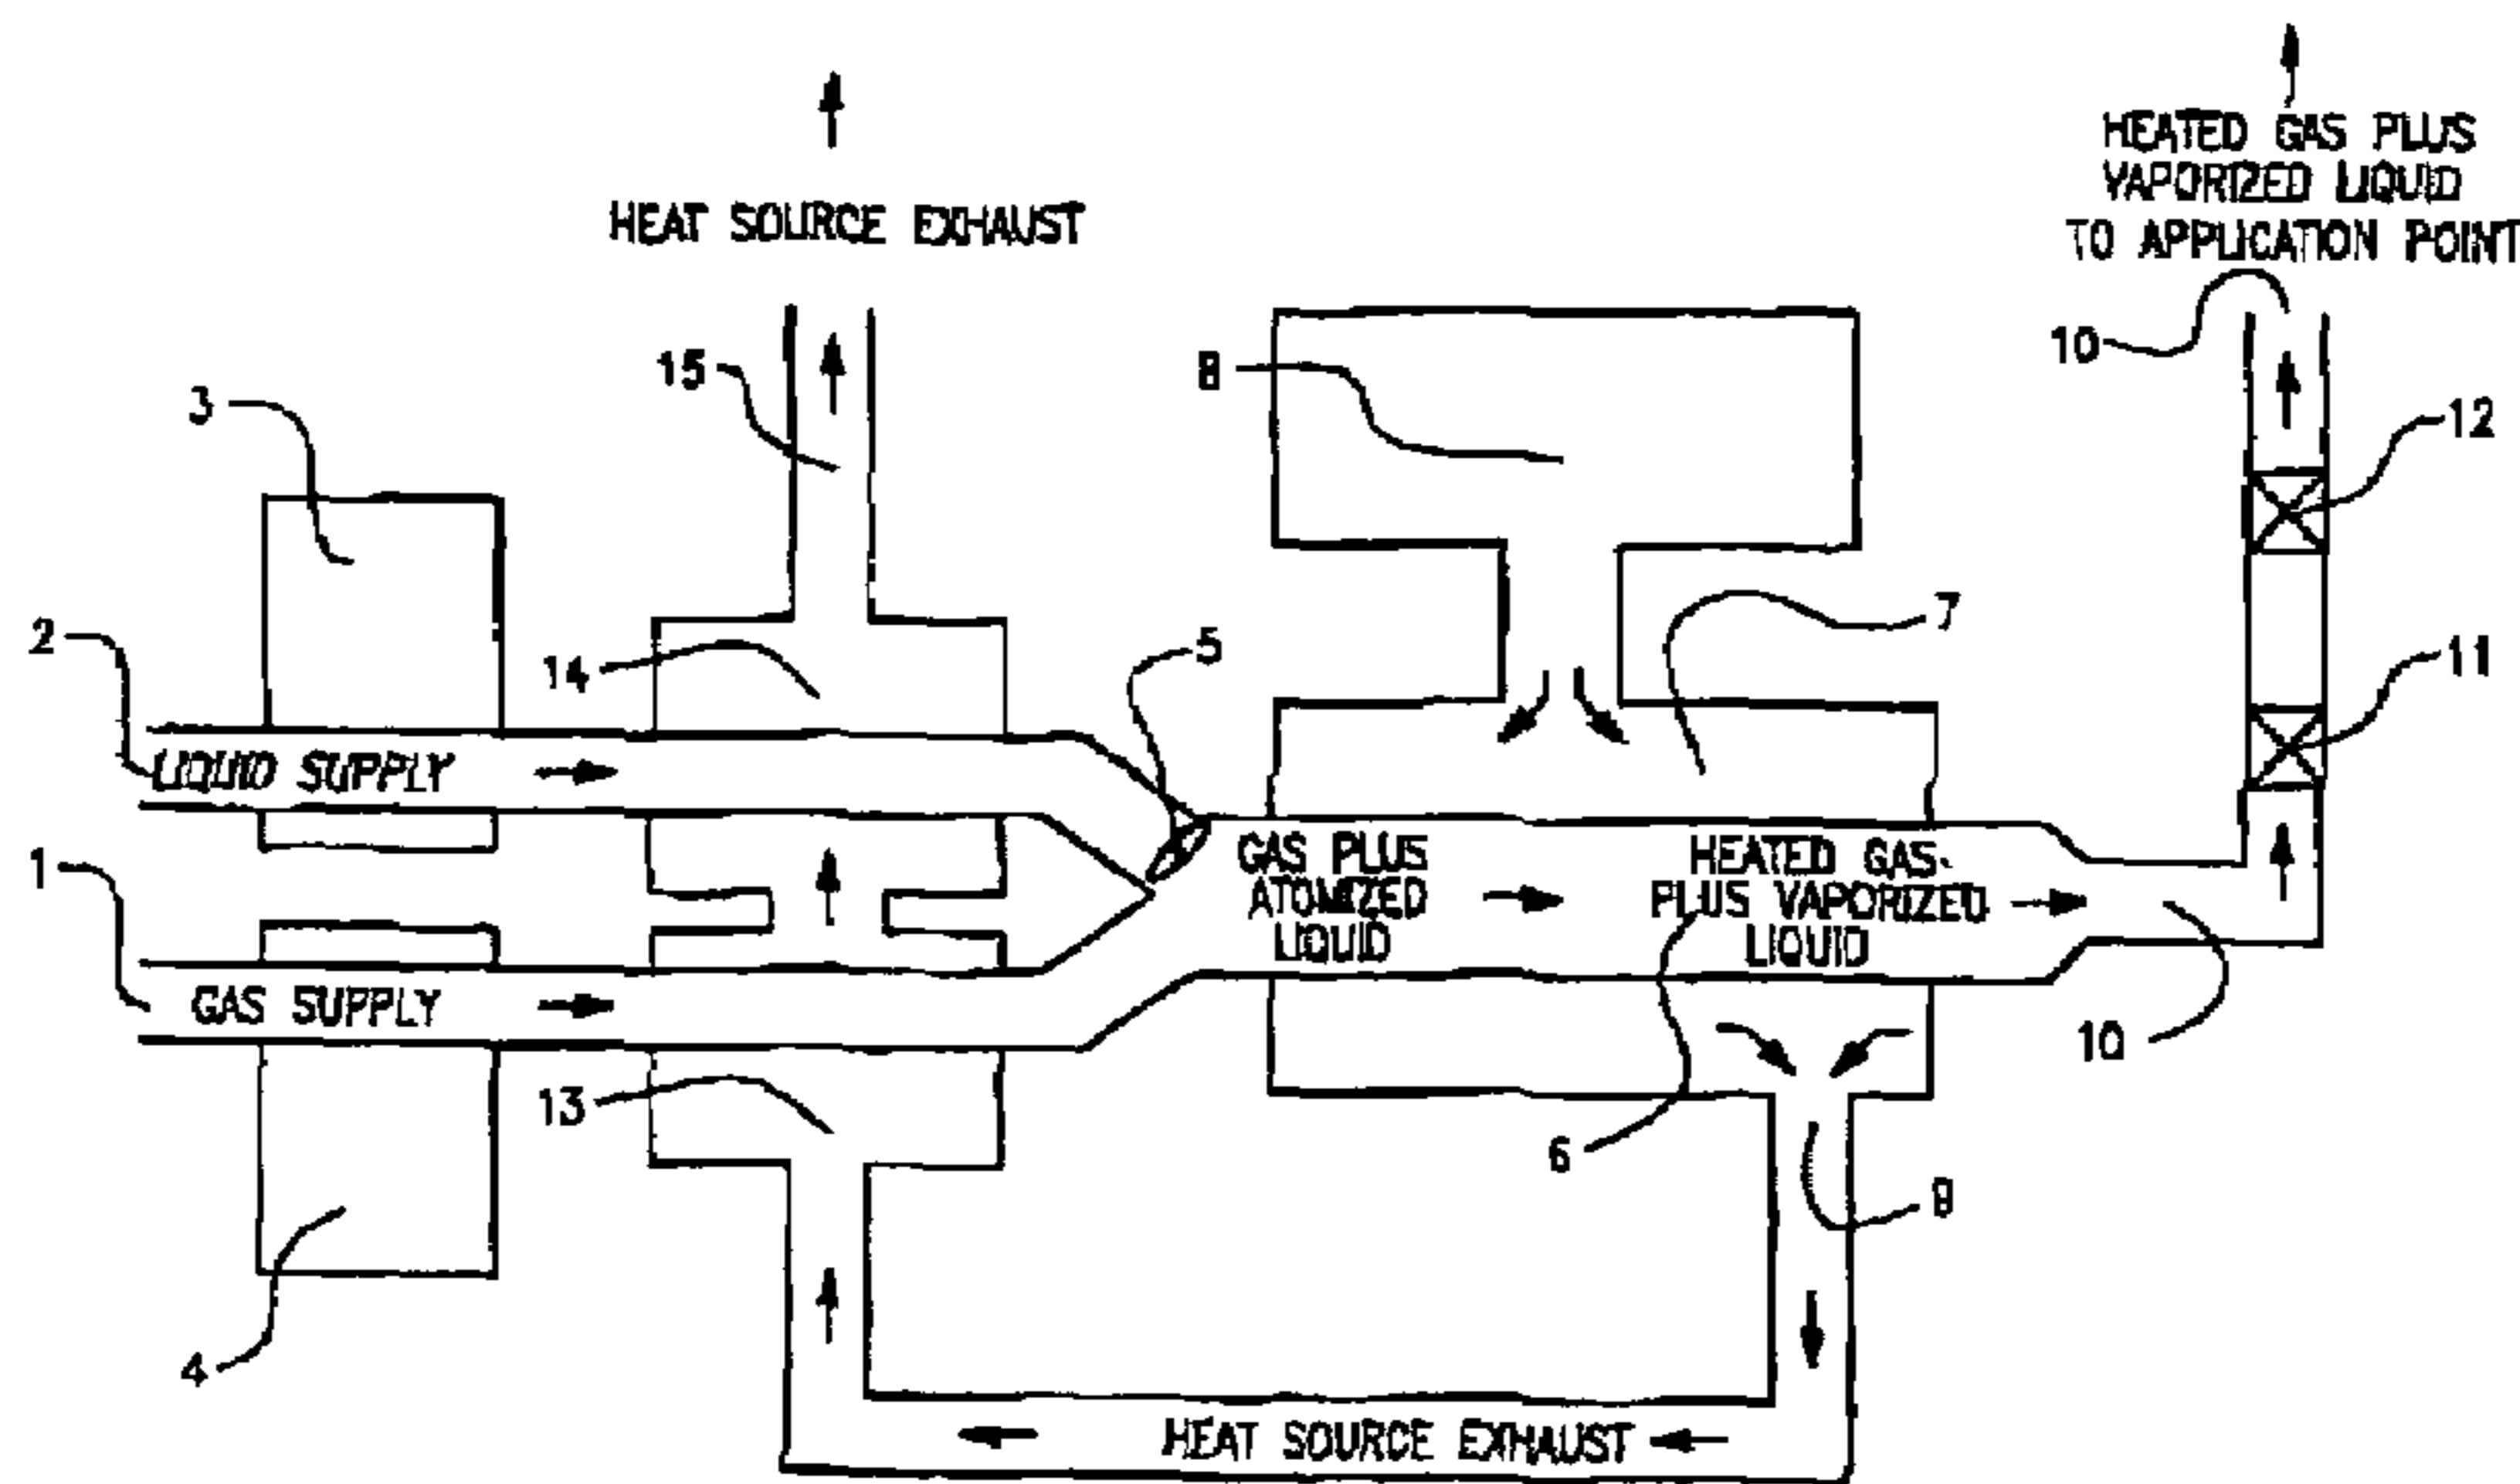 HEAT SOURCE EXHAUST
HEATED GAS PLUS
VAPORIZED LIQUID
TO APPLICATION POINT
10
15
8
3
12
2
14
5
7
11
LIQUID SUPPLY
1
GAS PLUS
ATOMIZED
LIQUID
HEATED GAS
PLUS VAPORIZED
LIQUID
GAS SUPPLY
10
13
6
9
4
HEAT SOURCE EXHAUST